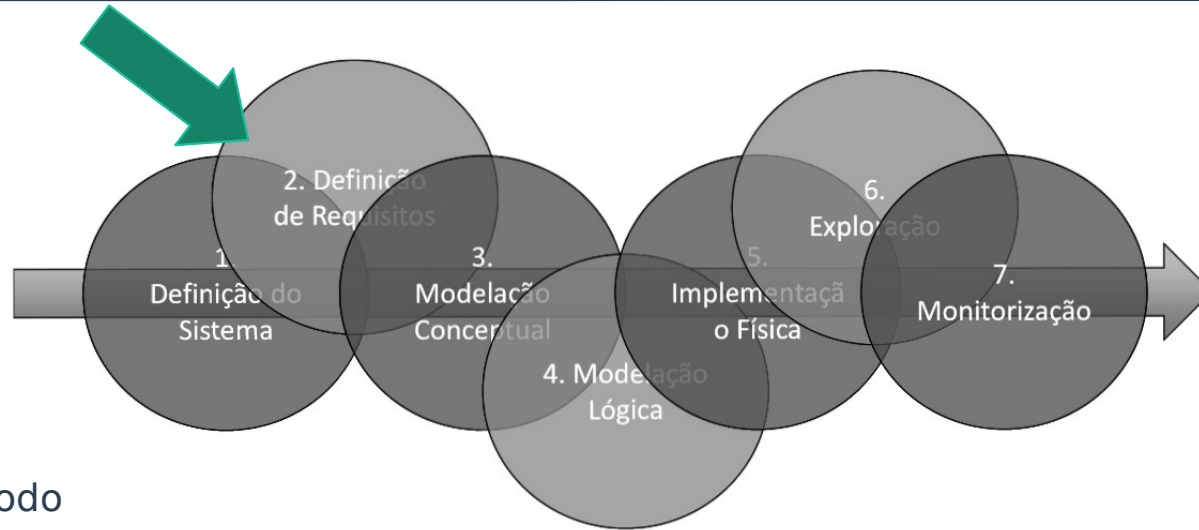 2. Definição
de Requisitos
1.
Definição do
Sistema
3.
Modelação
Conceptual
4. Modelação
Lógica
5.
Implementaçã
o Física
6.
Exploração
7.
Monitorização
odo